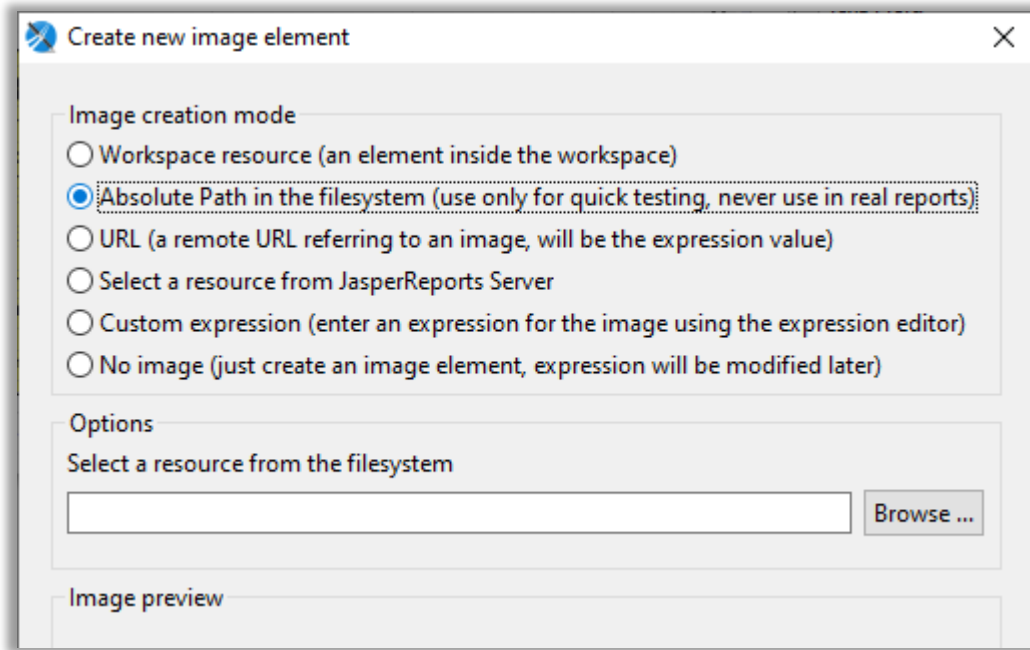 Create new image element
Image creation mode
Workspace resource (an element inside the workspace)
Absolute Path in the filesystem (use only for quick testing, never use in real reports)
URL (a remote URL referring to an image, will be the expression value)
Select a resource from JasperReports Server
Custom expression (enter an expression for the image using the expression editor)
No image (just create an image element, expression will be modified later)
Options
Select a resource from the filesystem
Browse ...
Image preview